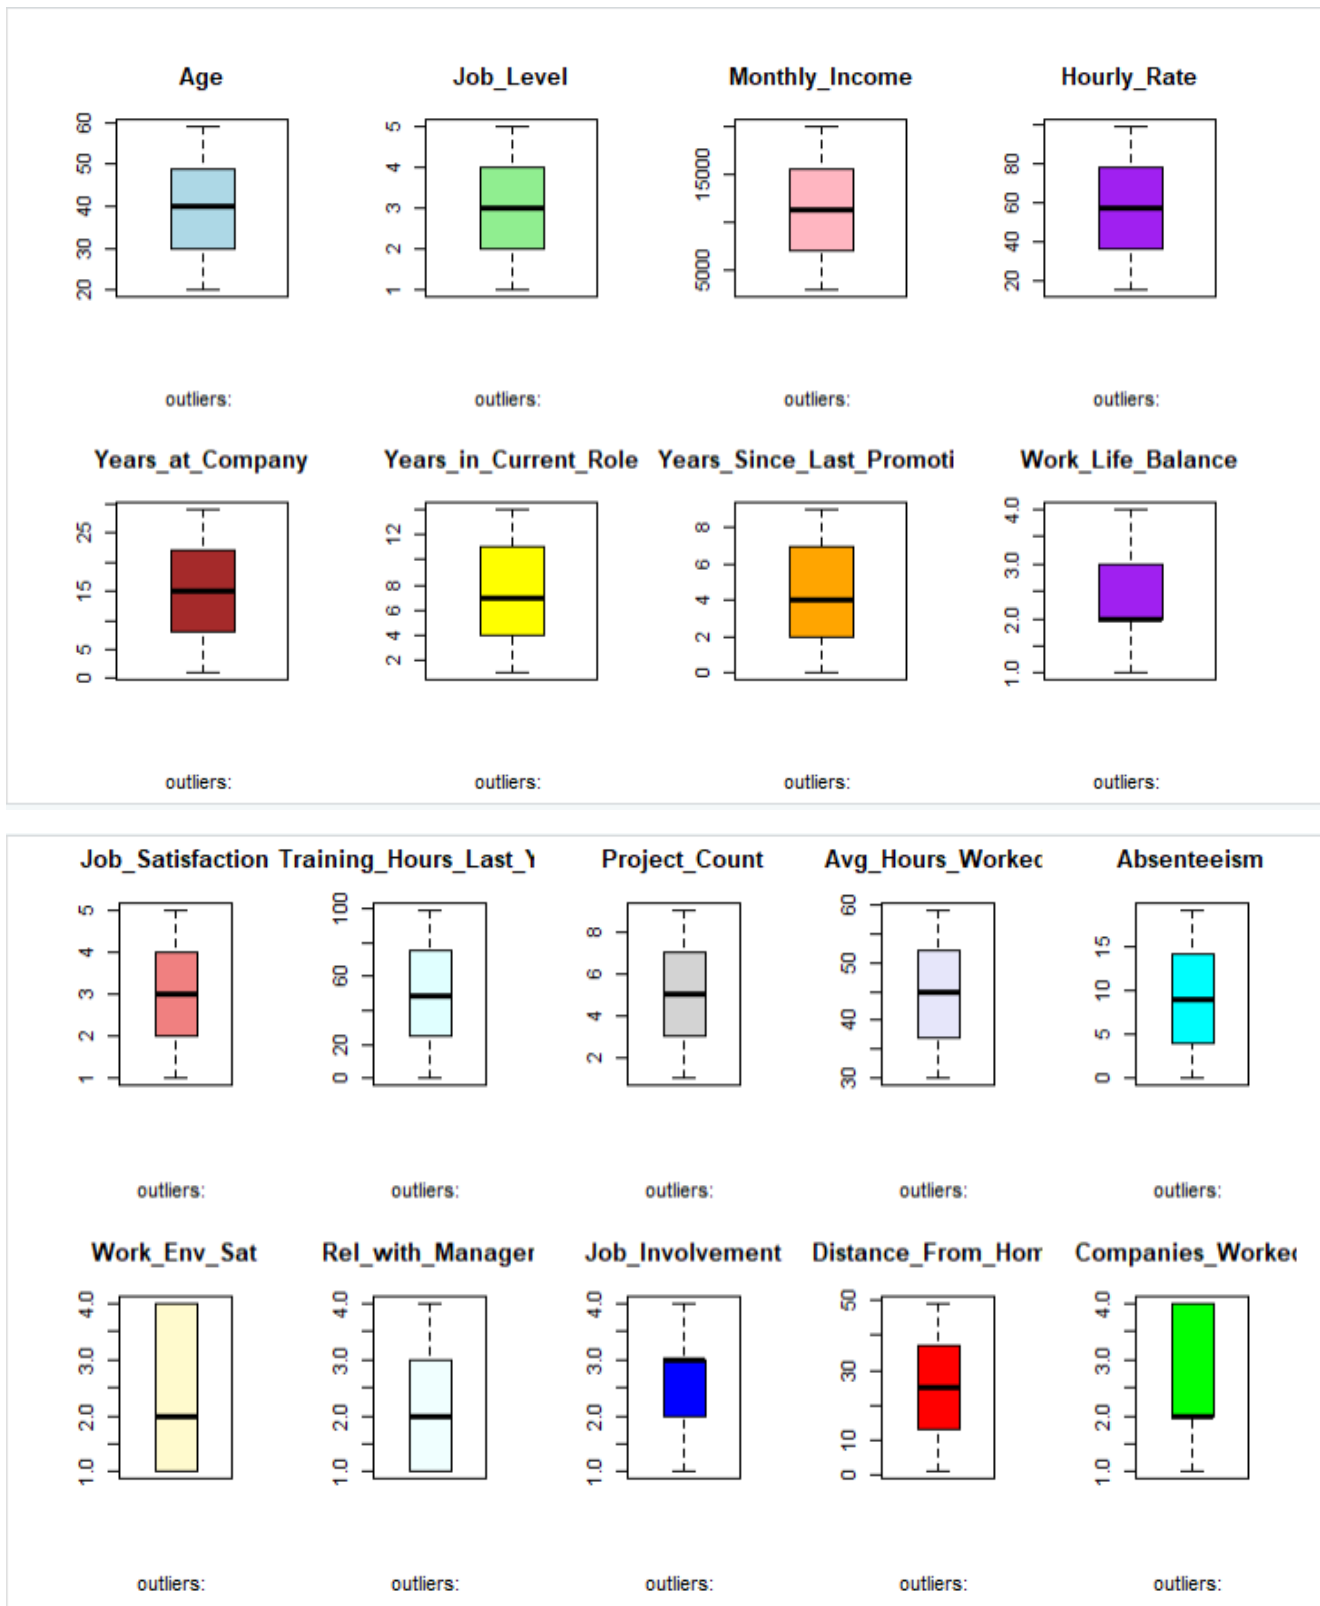 Age Job_Level Monthly_Income Hourly_Rate
60 5 15000 80
50 4 5000 60
40 3 40
30 2 20
20 1
outliers: outliers: outliers: outliers:
Years_at_Company Years_in_Current_Role Years_Since_Last_Promoti Work_Life_Balance
25 12 8 4.0
15 8 6 3.0
5 6 4 2.0
0 4 2 1.0
2 0
outliers: outliers: outliers: outliers:
Job_Satisfaction Training_Hours_Last_Y Project_Count Avg_Hours_Worked Absenteeism
5 100 8 60 15
4 60 6 50 10
3 20 4 40 5
2 0 2 30 0
1
outliers: outliers: outliers: outliers: outliers:
Work_Env_Sat Rel_with_Manager Job_Involvement Distance_From_Hom Companies_Worked
4.0 4.0 4.0 50 4.0
3.0 3.0 3.0 30 3.0
2.0 2.0 2.0 10 2.0
1.0 1.0 1.0 0 1.0
outliers: outliers: outliers: outliers: outliers: